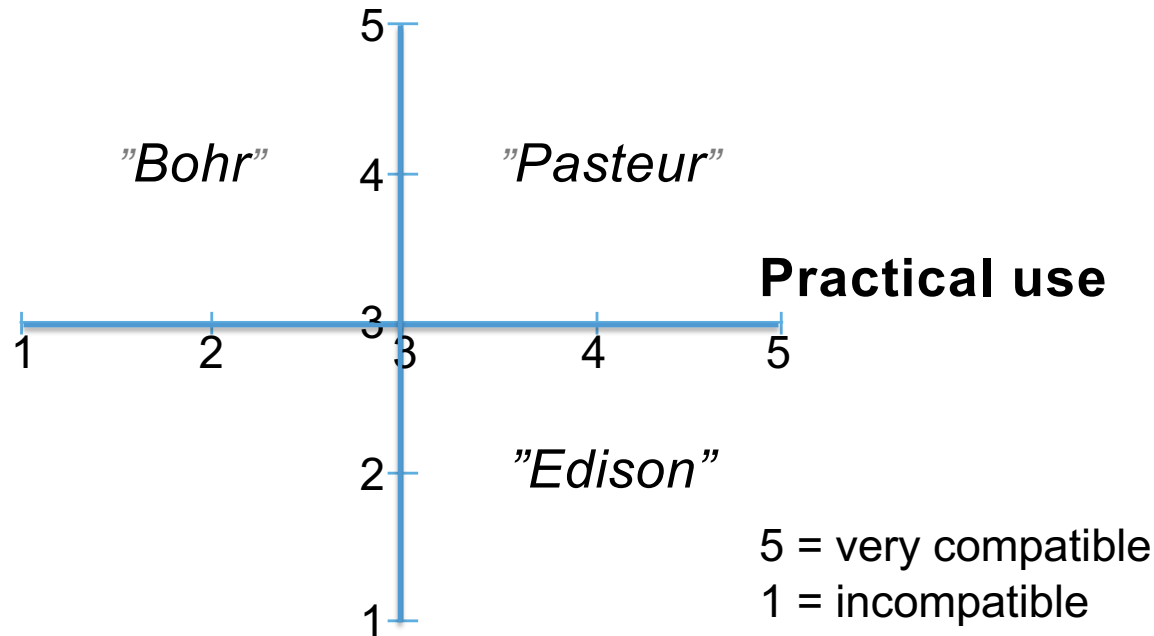 5
”Bohr” 4 ”Pasteur”
Practical use
3
1 2 3 4 5
2 ”Edison”
5 = very compatible
1 = incompatible
1